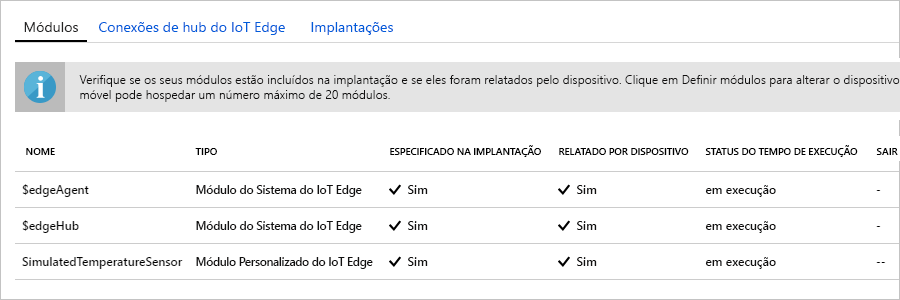 Módulos Conexões de hub do IoT Edge Implantações
Verifique se os seus módulos estão incluídos na implantação e se eles foram relatados pelo dispositivo. Clique em Definir módulos para alterar o dispositivo
móvel pode hospedar um número máximo de 20 módulos.
NOME TIPO ESPECIFICADO NA IMPLANTAÇÃO RELATADO POR DISPOSITIVO STATUS DO TEMPO DE EXECUÇÃO SAIR
$edgeAgent Módulo do Sistema do IoT Edge ✓ Sim ✓ Sim em execução -
$edgeHub Módulo do Sistema do IoT Edge ✓ Sim ✓ Sim em execução -
SimulatedTemperatureSensor Módulo Personalizado do IoT Edge ✓ Sim ✓ Sim em execução --